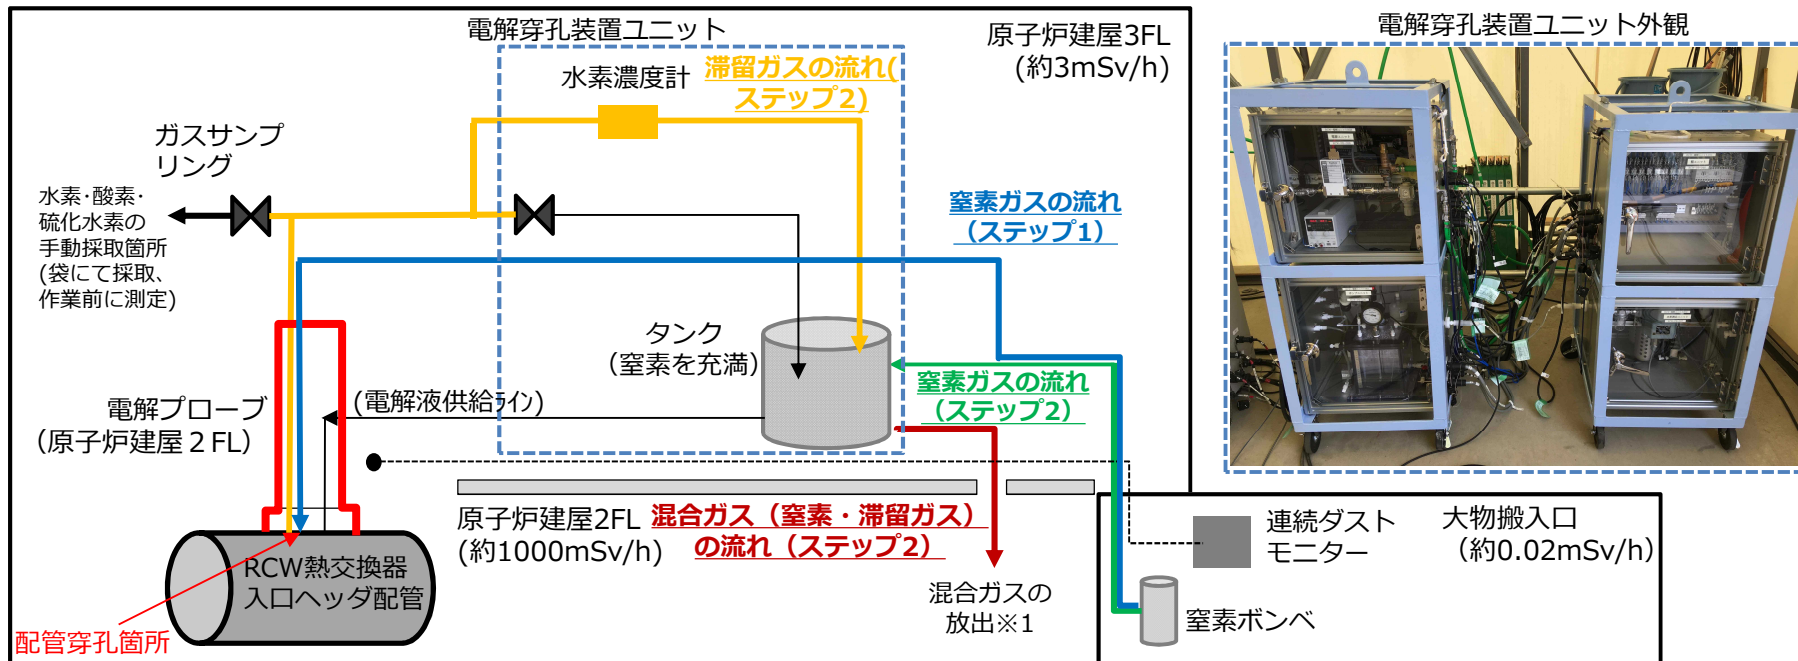 電解穿孔装置ユニット
原子炉建屋3FL
(約3mSv/h)
水素濃度計
滞留ガスの流れ(
ステップ2)
ガスサンプ
リング
水素・酸素・
硫化水素の
手動採取箇所
(袋にて採取、
作業前に測定)
窒素ガスの流れ
（ステップ1）
タンク
（窒素を充満）
窒素ガスの流れ
（ステップ2）
電解プローブ
（原子炉建屋２FL）
(電解液供給ﾗｲﾝ)
原子炉建屋2FL
(約1000mSv/h)
混合ガス（窒素・滞留ガス）
の流れ（ステップ2）
RCW熱交換器
入口ヘッダ配管
配管穿孔箇所
混合ガスの
放出※1
連続ダスト
モニター
大物搬入口
（約0.02mSv/h）
窒素ボンベ
電解穿孔装置ユニット外観